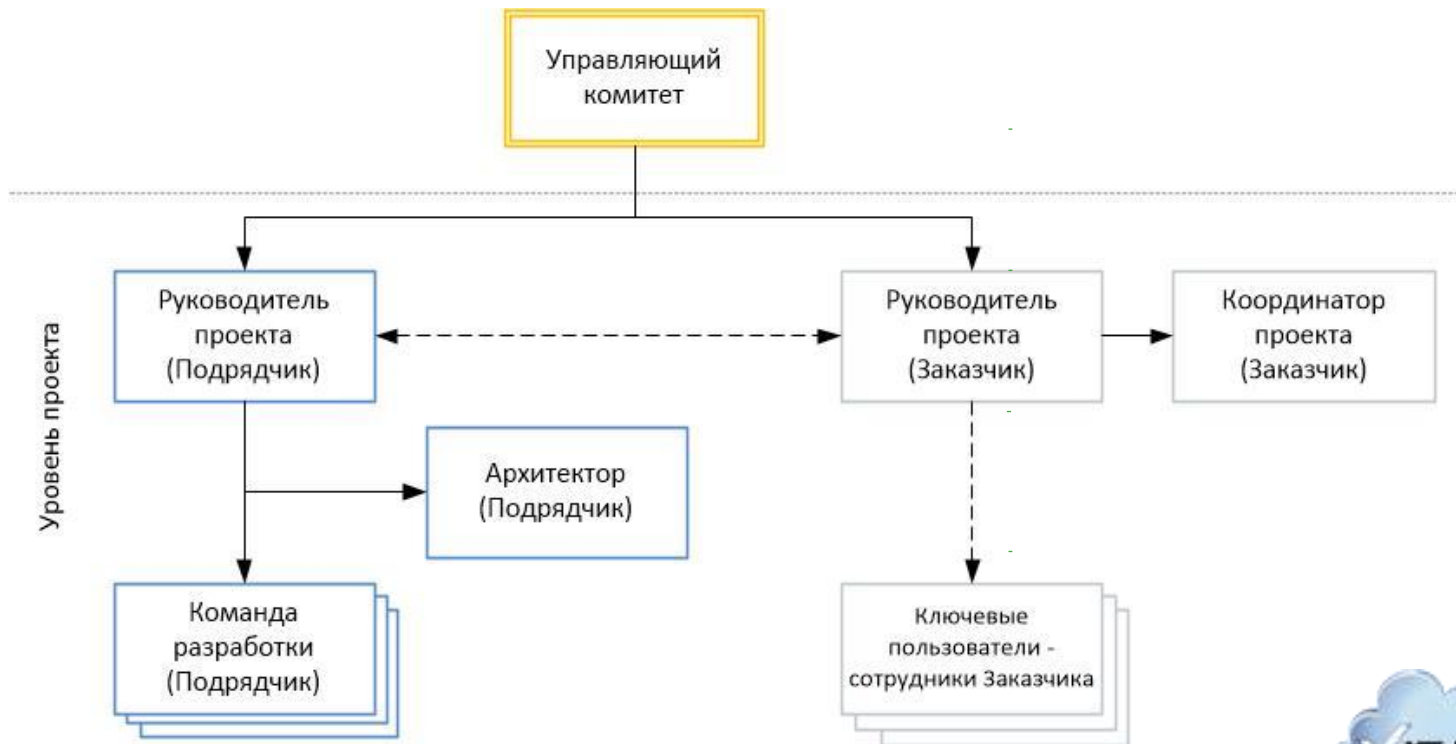 Управляющий
комитет
Уровень проекта
Руководитель
проекта
(Подрядчик)
Руководитель
проекта
(Заказчик)
Координатор
проекта
(Заказчик)
Архитектор
(Подрядчик)
Команда
разработки
(Подрядчик)
Ключевые
пользователи -
сотрудники Заказчика